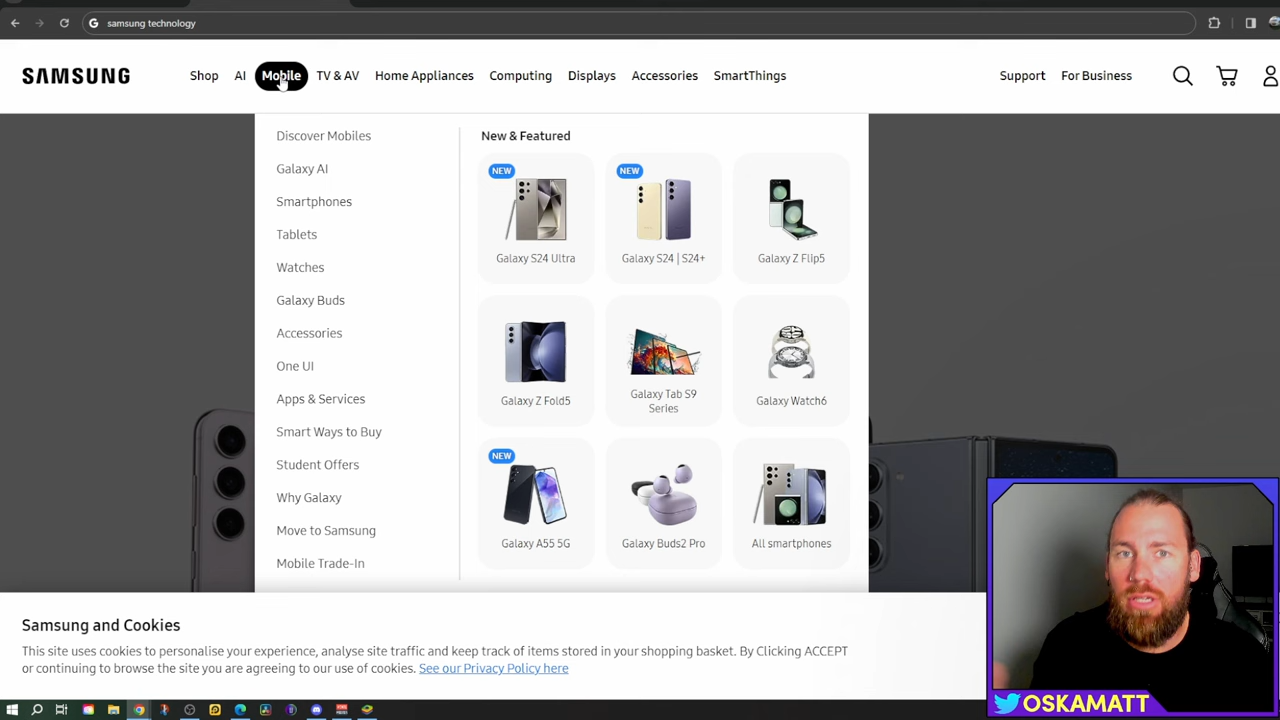 samsung technology
SAMSUNG
Shop AI Mobile TV & AV Home Appliances Computing Displays Accessories SmartThings Support For Business
Discover Mobiles
Galaxy AI
Smartphones
Tablets
Watches
Galaxy Buds
Accessories
One UI
Apps & Services
Smart Ways to Buy
Student Offers
Why Galaxy
Move to Samsung
Mobile Trade-In
New & Featured
NEW
Galaxy S24 Ultra
NEW
Galaxy S24 | S24+
Galaxy Z Flip5
Galaxy Z Fold5
Galaxy Tab S9
Series
Galaxy Watch6
NEW
Galaxy A55 5G
Galaxy Buds2 Pro
All smartphones
Samsung and Cookies
This site uses cookies to personalise your experience, analyse site traffic and keep track of items stored in your shopping basket. By Clicking ACCEPT
or continuing to browse the site you are agreeing to our use of cookies. See our Privacy Policy here
OSKAMATT